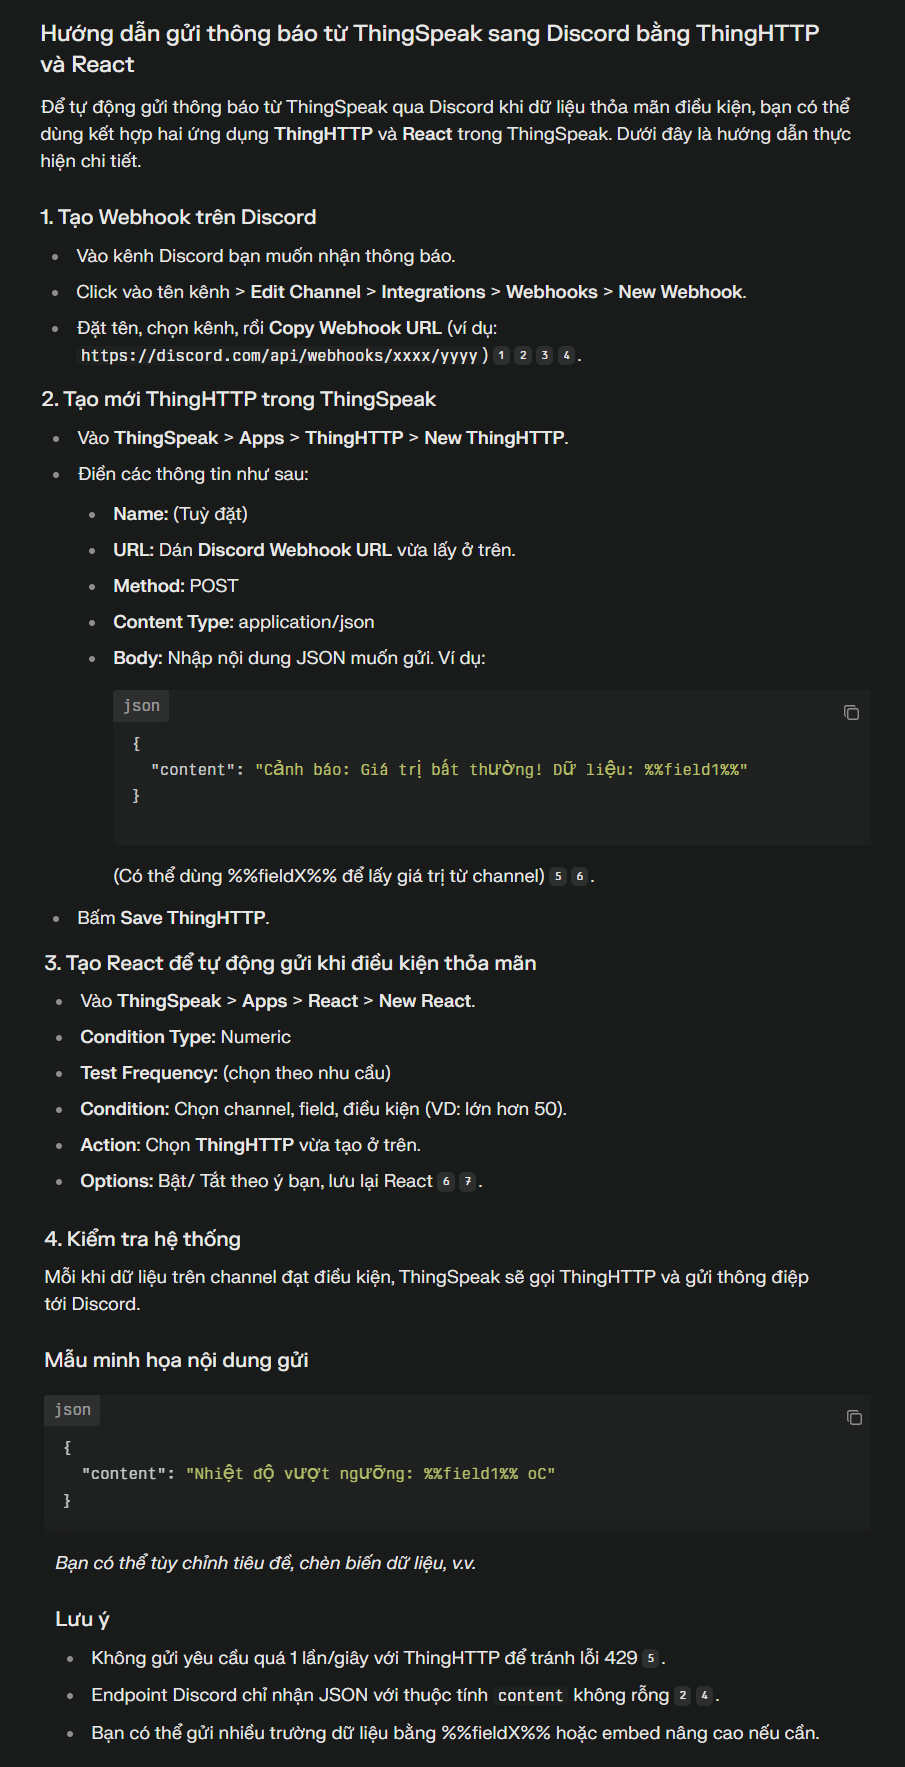 Hướng dẫn gửi thông báo từ ThingSpeak sang Discord bằng ThingHTTP
và React
Để tự động gửi thông báo từ ThingSpeak qua Discord khi dữ liệu thỏa mãn điều kiện, bạn có thể
dùng kết hợp hai ứng dụng ThingHTTP và React trong ThingSpeak. Dưới đây là hướng dẫn thực
hiện chi tiết.
1. Tạo Webhook trên Discord
• Vào kênh Discord bạn muốn nhận thông báo.
• Click vào tên kênh > Edit Channel > Integrations > Webhooks > New Webhook.
• Đặt tên, chọn kênh, rồi Copy Webhook URL (ví dụ:
https://discord.com/api/webhooks/xxxx/yyyy) 1 2 3 4 .
2. Tạo mới ThingHTTP trong ThingSpeak
• Vào ThingSpeak > Apps > ThingHTTP > New ThingHTTP.
• Điền các thông tin như sau:
• Name: (Tuỳ đặt)
• URL: Dán Discord Webhook URL vừa lấy ở trên.
• Method: POST
• Content Type: application/json
• Body: Nhập nội dung JSON muốn gửi. Ví dụ:
json
{
"content": "Cảnh báo: Giá trị bất thường! Dữ liệu: %%field1%%"
}
(Có thể dùng %%fieldX%% để lấy giá trị từ channel) 5 6 .
• Bấm Save ThingHTTP.
3. Tạo React để tự động gửi khi điều kiện thỏa mãn
• Vào ThingSpeak > Apps > React > New React.
• Condition Type: Numeric
• Test Frequency: (chọn theo nhu cầu)
• Condition: Chọn channel, field, điều kiện (VD: lớn hơn 50).
• Action: Chọn ThingHTTP vừa tạo ở trên.
• Options: Bật/ Tắt theo ý bạn, lưu lại React 6 7 .
4. Kiểm tra hệ thống
Mỗi khi dữ liệu trên channel đạt điều kiện, ThingSpeak sẽ gọi ThingHTTP và gửi thông điệp
tới Discord.
Mẫu minh họa nội dung gửi
json
{
"content": "Nhiệt độ vượt ngưỡng: %%field1%% oC"
}
Bạn có thể tùy chỉnh tiêu đề, chèn biến dữ liệu, v.v.
Lưu ý
• Không gửi yêu cầu quá 1 lần/giây với ThingHTTP để tránh lỗi 429 5 .
• Endpoint Discord chỉ nhận JSON với thuộc tính content không rỗng 2 4 .
• Bạn có thể gửi nhiều trường dữ liệu bằng %%fieldX%% hoặc embed nâng cao nếu cần.